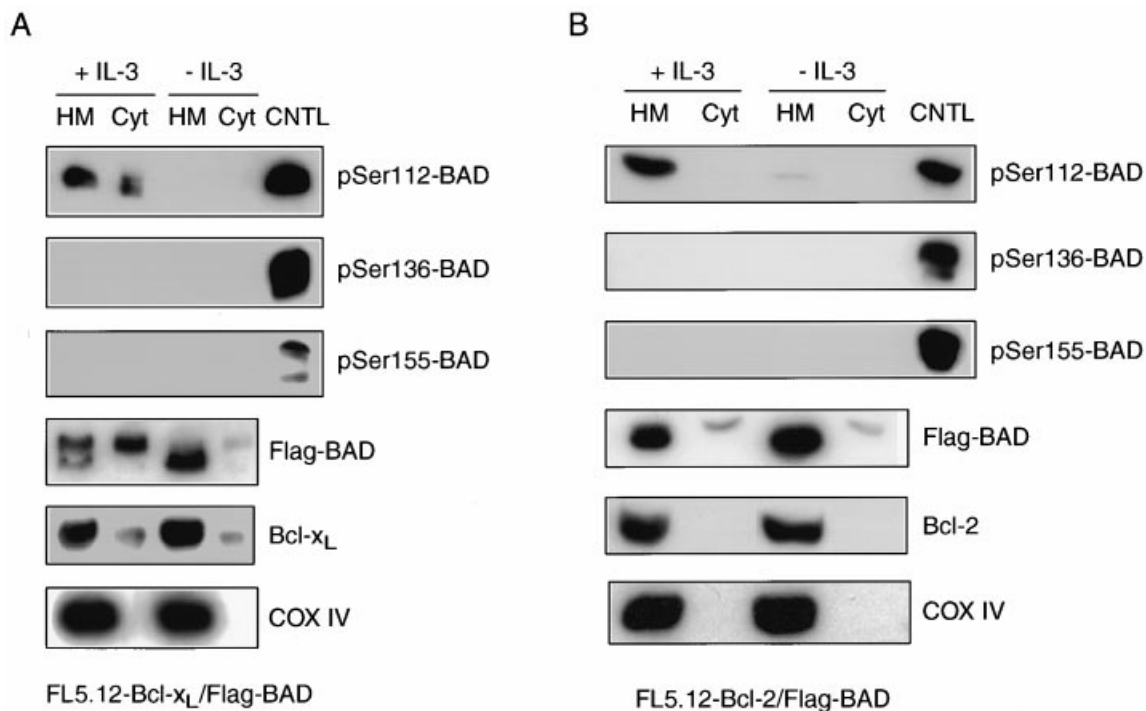 A
+ IL-3 - IL-3
HM Cyt HM Cyt CNTL
pSer112-BAD
pSer136-BAD
pSer155-BAD
Flag-BAD
Bcl-xL
COX IV
FL5.12-Bcl-xL/Flag-BAD
B
+ IL-3 - IL-3
HM Cyt HM Cyt CNTL
pSer112-BAD
pSer136-BAD
pSer155-BAD
Flag-BAD
Bcl-2
COX IV
FL5.12-Bcl-2/Flag-BAD